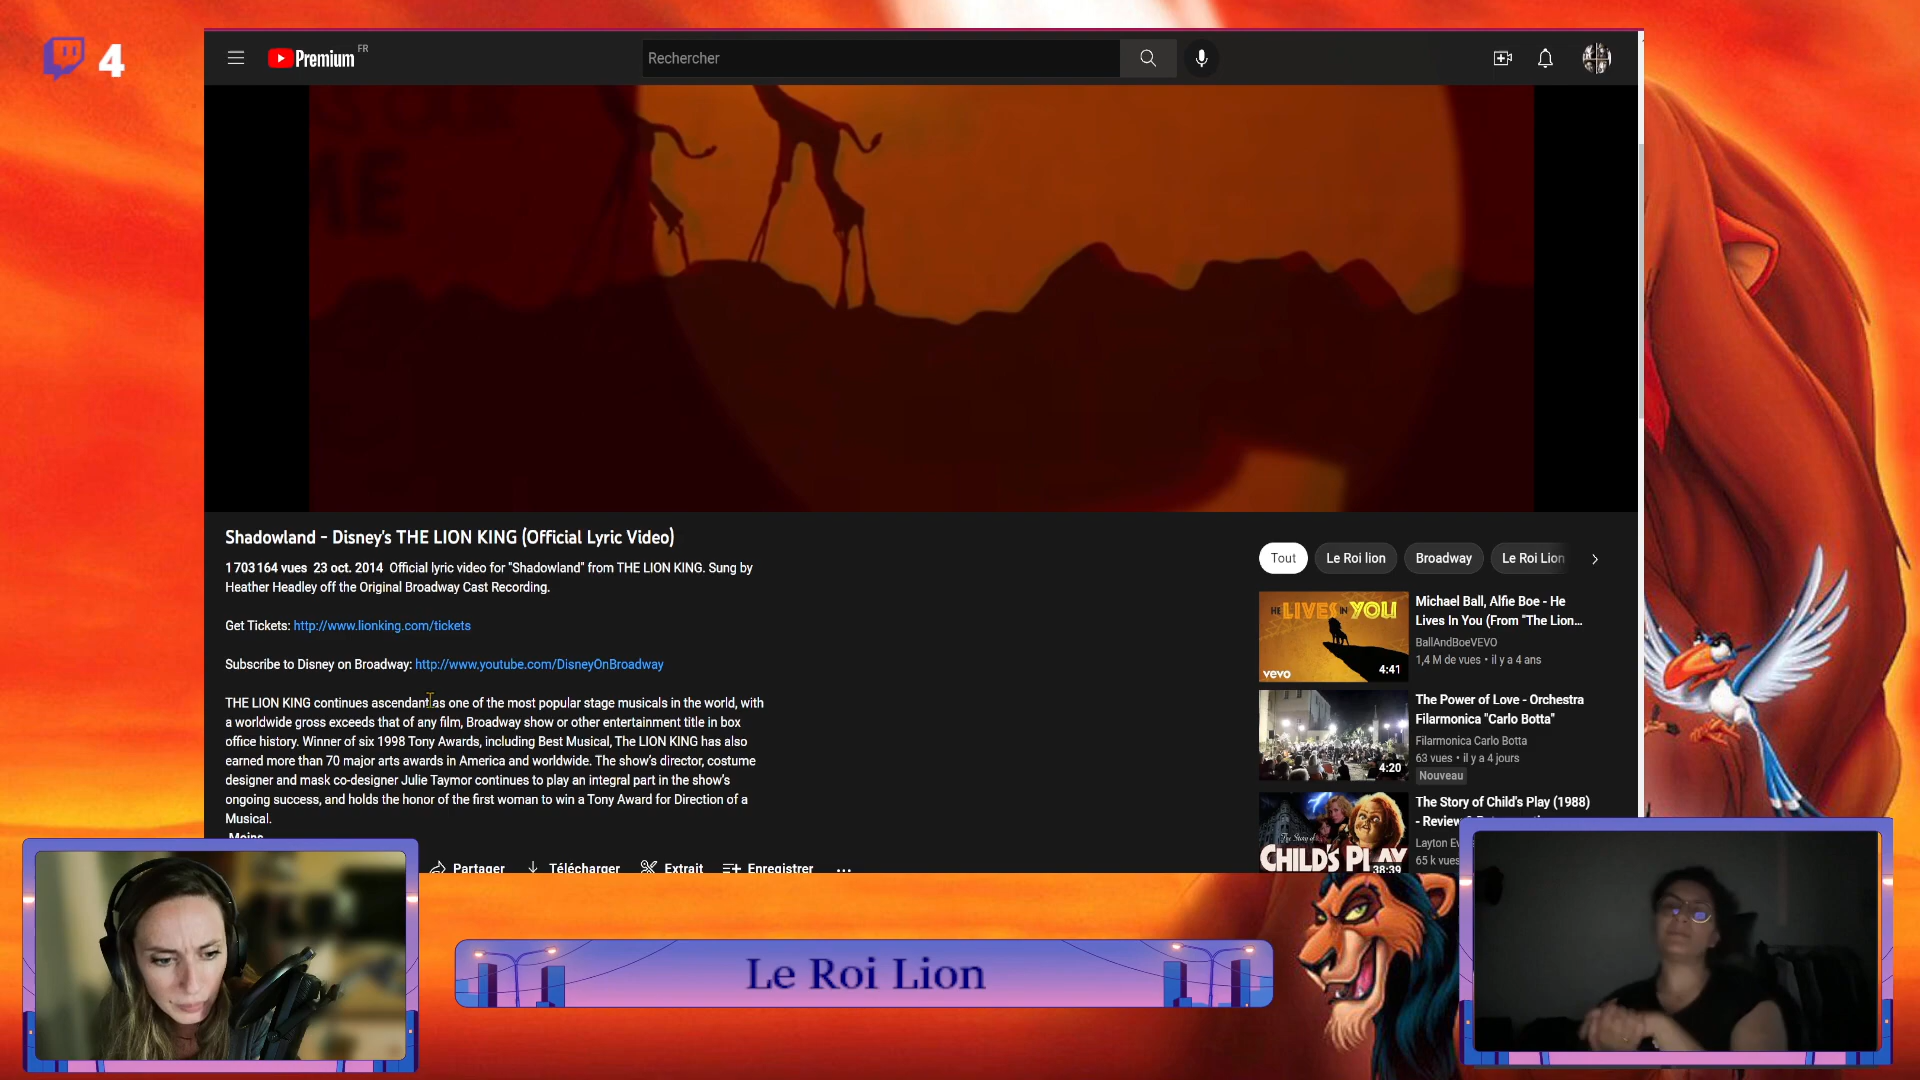 4
Premium FR
Rechercher
ME
Shadowland - Disney's THE LION KING (Official Lyric Video)
1 703 164 vues 23 oct. 2014 Official lyric video for "Shadowland" from THE LION KING. Sung by
Heather Headley off the Original Broadway Cast Recording.
Get Tickets: http://www.lionking.com/tickets
Subscribe to Disney on Broadway: http://www.youtube.com/DisneyOnBroadway
THE LION KING continues ascendant as one of the most popular stage musicals in the world, with
a worldwide gross exceeds that of any film, Broadway show or other entertainment title in box
office history. Winner of six 1998 Tony Awards, including Best Musical, The LION KING has also
earned more than 70 major arts awards in America and worldwide. The show's director, costume
designer and mask co-designer Julie Taymor continues to play an integral part in the show's
ongoing success, and holds the honor of the first woman to win a Tony Award for Direction of a
Musical.
Moins
Partager Télécharger Extrait Enregistrer ...
Tout Le Roi lion Broadway Le Roi Lion
HE LIVES IN YOU
vevo
4:41
Michael Ball, Alfie Boe - He
Lives In You (From "The Lion...
BallAndBoeVEVO
1,4 M de vues • il y a 4 ans
4:20
The Power of Love - Orchestra
Filarmonica "Carlo Botta"
Filarmonica Carlo Botta
63 vues • il y a 4 jours
Nouveau
The Story of
CHILD'S PLAY
38:39
The Story of Child's Play (1988)
- Review
Layton
65 k vues
Le Roi Lion